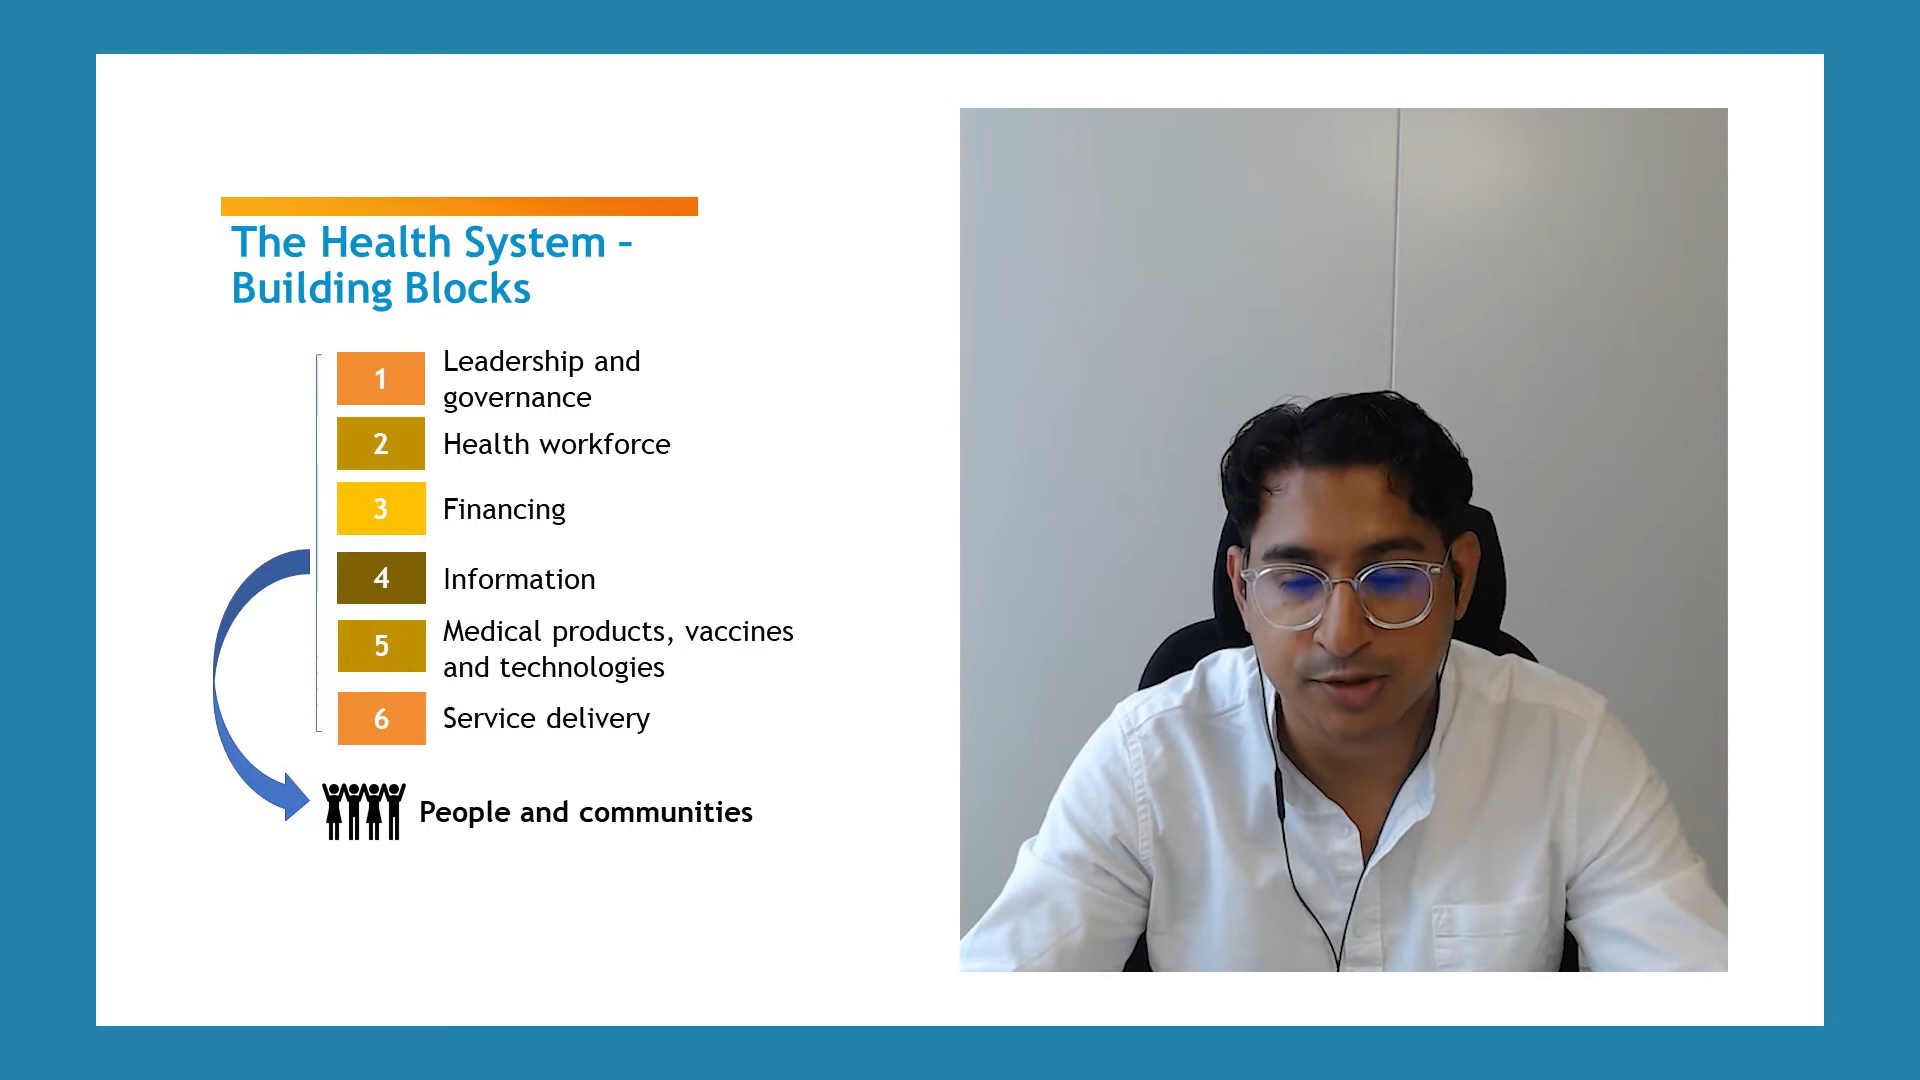 The Health System –
Building Blocks
1 Leadership and
governance
2 Health workforce
3 Financing
4 Information
5 Medical products, vaccines
and technologies
6 Service delivery
People and communities